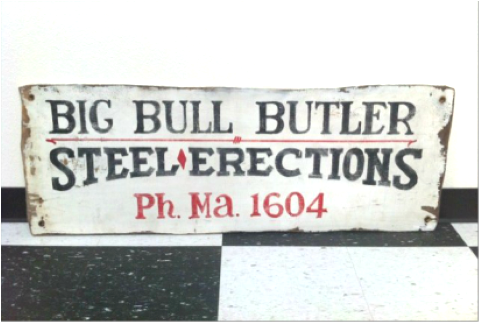 BIG BULL BUTLER
STEEL♦ERECTIONS
Ph. Ma. 1604